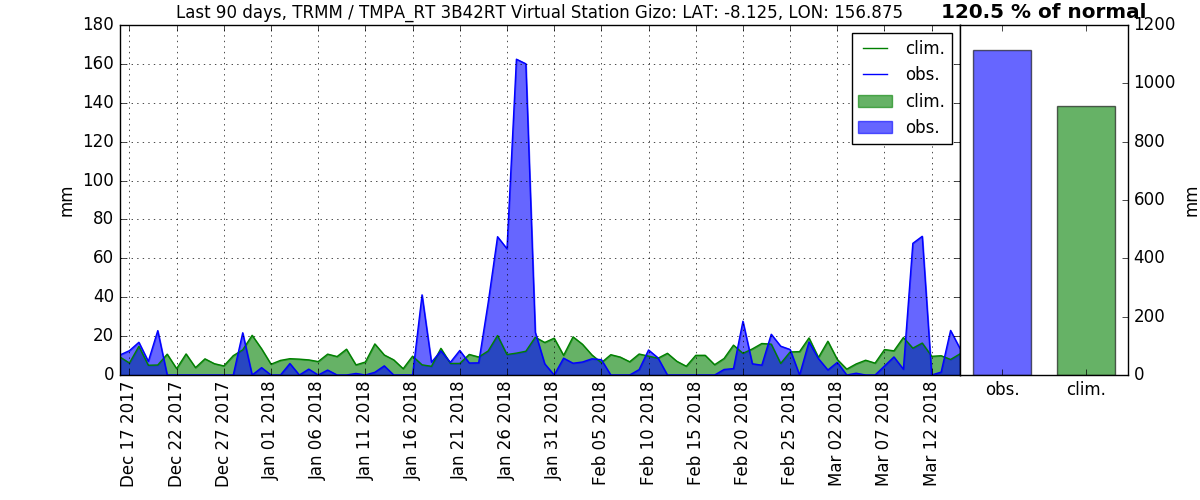 Last 90 days, TRMM / TMPA_RT 3B42RT Virtual Station Gizo: LAT: -8.125, LON: 156.875
120.5 % of normal
180
160
140
120
100
80
60
40
20
0
mm
clim.
obs.
clim.
obs.
1200
1000
800
600
400
200
0
mm
Dec 17 2017
Dec 22 2017
Dec 27 2017
Jan 01 2018
Jan 06 2018
Jan 11 2018
Jan 16 2018
Jan 21 2018
Jan 26 2018
Jan 31 2018
Feb 05 2018
Feb 10 2018
Feb 15 2018
Feb 20 2018
Feb 25 2018
Mar 02 2018
Mar 07 2018
Mar 12 2018
obs.
clim.